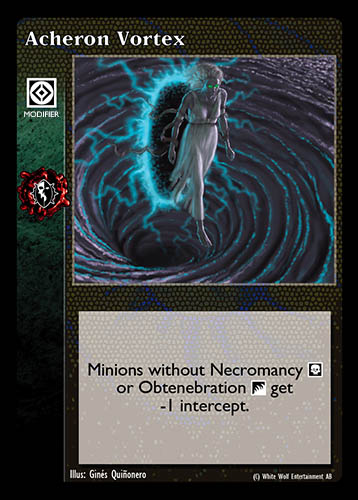 Acheron Vortex
MODIFIER
Minions without Necromancy
or Obtenebration get
-1 intercept.
Illus: Ginés Quiñonero
(C) White Wolf Entertainment AB